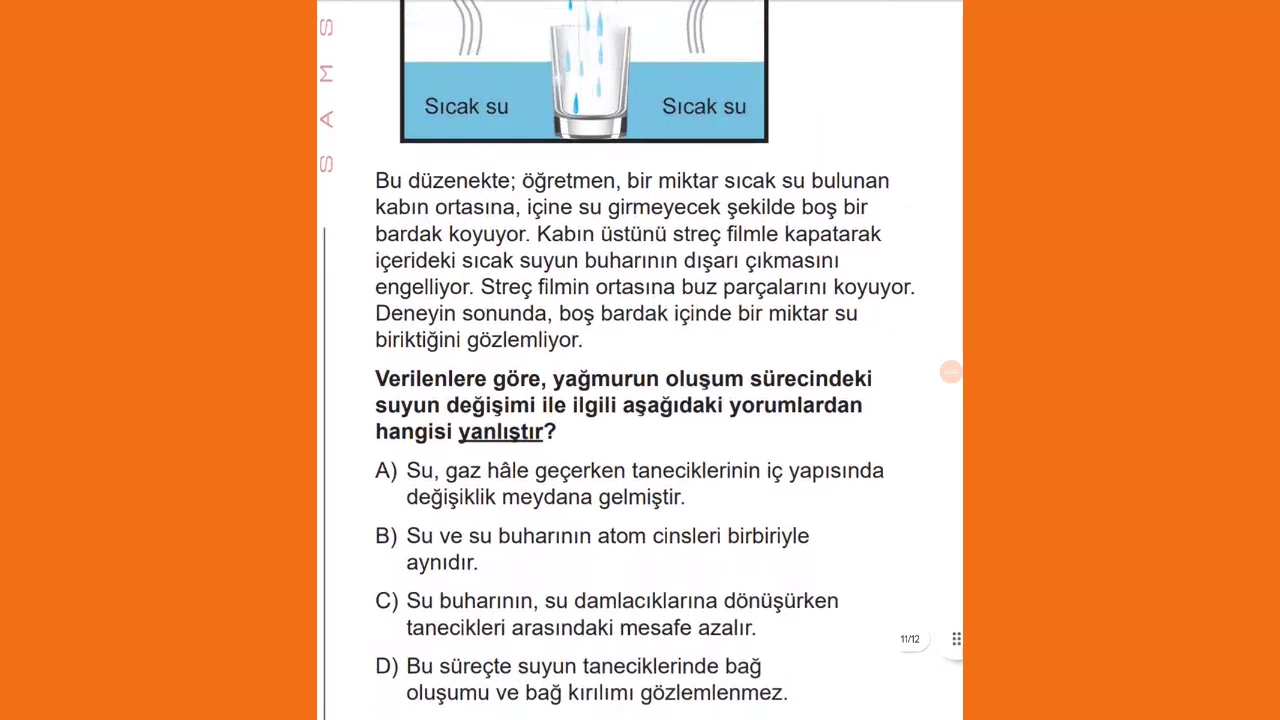 S A M S
Sıcak su
Sıcak su
Bu düzenekte; öğretmen, bir miktar sıcak su bulunan
kabın ortasına, içine su girmeyecek şekilde boş bir
bardak koyuyor. Kabın üstünü streç filmle kapatarak
içerideki sıcak suyun buharının dışarı çıkmasını
engelliyor. Streç filmin ortasına buz parçalarını koyuyor.
Deneyin sonunda, boş bardak içinde bir miktar su
biriktiğini gözlemliyor.
Verilenlere göre, yağmurun oluşum sürecindeki
suyun değişimi ile ilgili aşağıdaki yorumlardan
hangisi yanlıştır?
A) Su, gaz hâle geçerken taneciklerinin iç yapısında
değişiklik meydana gelmiştir.
B) Su ve su buharının atom cinsleri birbiriyle
aynıdır.
C) Su buharının, su damlacıklarına dönüşürken
tanecikleri arasındaki mesafe azalır.
11/12
D) Bu süreçte suyun taneciklerinde bağ
oluşumu ve bağ kırılımı gözlemlenmez.